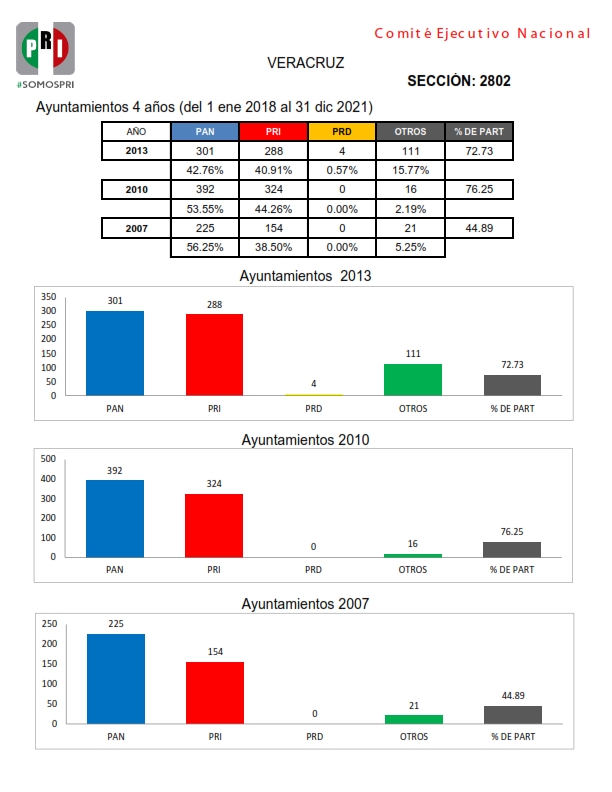 Comité Ejecutivo Nacional
PRI
#SOMOSPRI
VERACRUZ
SECCIÓN: 2802
Ayuntamientos 4 años (del 1 ene 2018 al 31 dic 2021)
AÑO PAN PRI PRD OTROS % DE PART
2013 301 288 4 111 72.73
42.76% 40.91% 0.57% 15.77%
2010 392 324 0 16 76.25
53.55% 44.26% 0.00% 2.19%
2007 225 154 0 21 44.89
56.25% 38.50% 0.00% 5.25%
Ayuntamientos 2013
350
300
250
200
150
100
50
0
301
288
4
111
72.73
PAN PRI PRD OTROS % DE PART
Ayuntamientos 2010
500
400
300
200
100
0
392
324
0
16
76.25
PAN PRI PRD OTROS % DE PART
Ayuntamientos 2007
250
200
150
100
50
0
225
154
0
21
44.89
PAN PRI PRD OTROS % DE PART